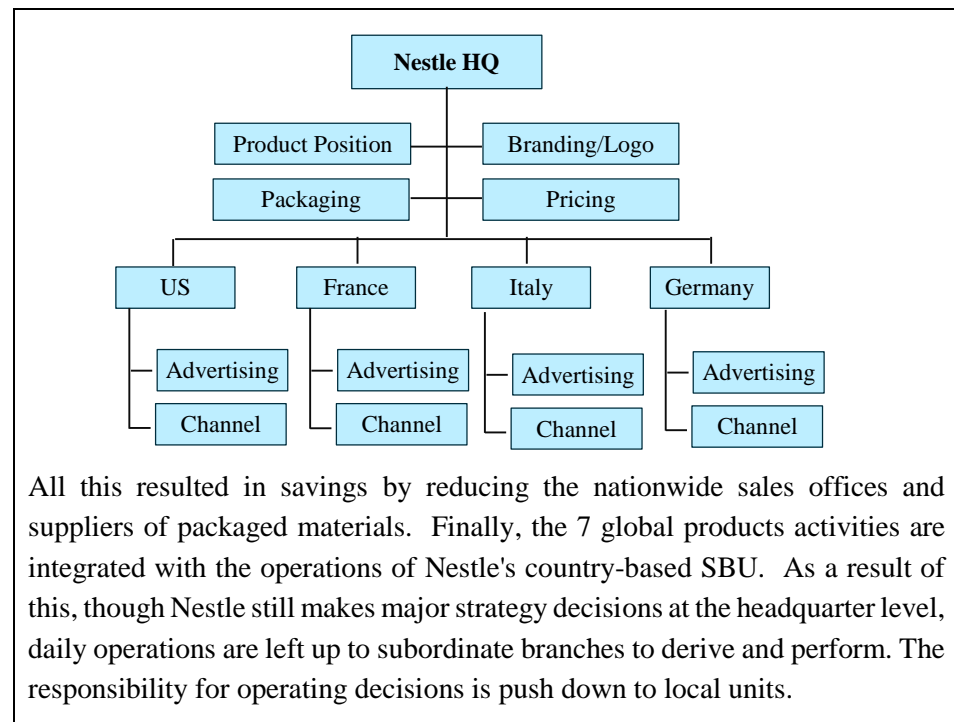 Nestle HQ
Product Position
Branding/Logo
Packaging
Pricing
US
France
Italy
Germany
Advertising
Advertising
Advertising
Advertising
Channel
Channel
Channel
Channel
All this resulted in savings by reducing the nationwide sales offices and
suppliers of packaged materials. Finally, the 7 global products activities are
integrated with the operations of Nestle's country-based SBU. As a result of
this, though Nestle still makes major strategy decisions at the headquarter level,
daily operations are left up to subordinate branches to derive and perform. The
responsibility for operating decisions is push down to local units.